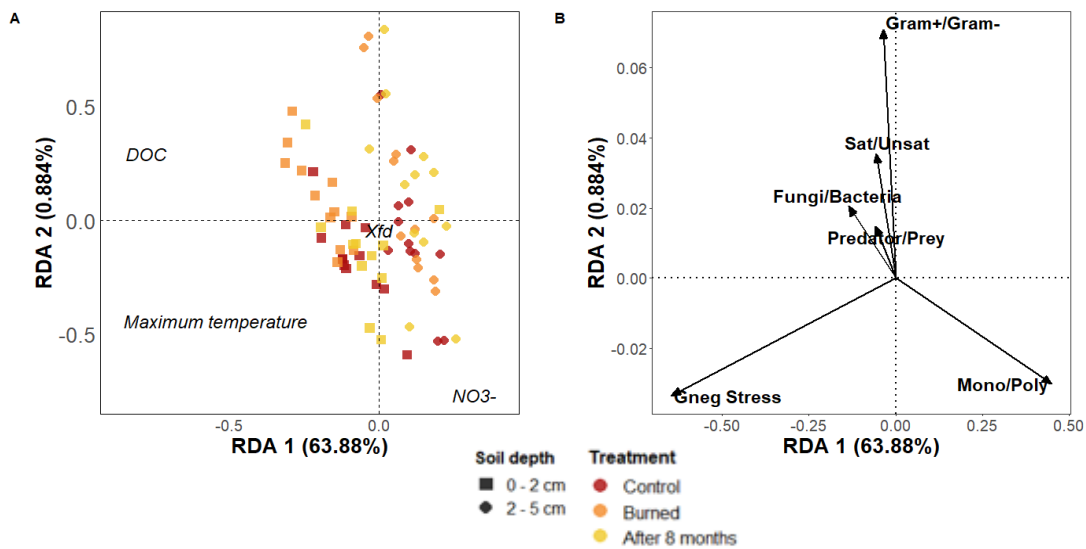 A
RDA 2 (0.884%)
0.5
0.0
-0.5
DOC
Xfd
Maximum temperature
NO3-
-0.5
0.0
RDA 1 (63.88%)
B
RDA 2 (0.884%)
0.06
0.04
0.02
0.00
-0.02
Gram+/Gram-
Sat/Unsat
Fungi/Bacteria
Predator/Prey
Mono/Poly
Gneg Stress
-0.50
-0.25
0.00
0.25
0.50
RDA 1 (63.88%)
Soil depth
0 - 2 cm
2 - 5 cm
Treatment
Control
Burned
After 8 months